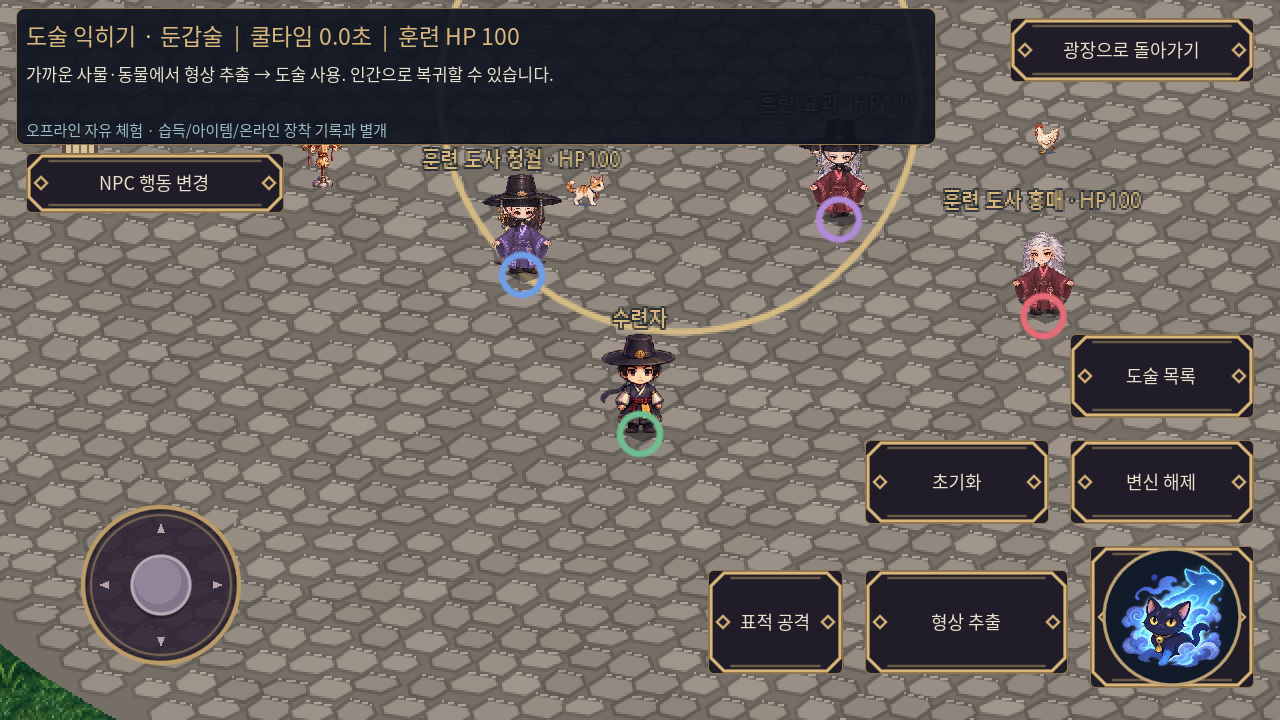 도술 익히기 · 둔갑술 | 쿨타임 0.0초 | 훈련 HP 100
가까운 사물·동물에서 형상 추출 → 도술 사용. 인간으로 복귀할 수 있습니다.
오프라인 자유 체험 · 습득/아이템/온라인 장착 기록과 별개
광장으로 돌아가기
훈련 요괴 · HP100
NPC 행동 변경
훈련 도사 청월 · HP100
훈련 도사 홍매 · HP100
수련자
도술 목록
초기화
변신 해제
표적 공격
형상 추출